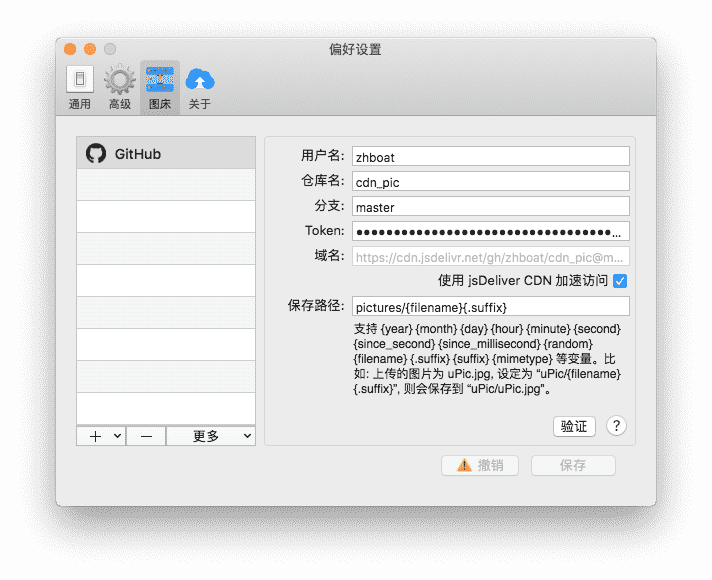 偏好设置
通用
高级
图床
关于
GitHub
用户名: zhboat
仓库名: cdn_pic
分支: master
Token: ●●●●●●●●●●●●●●●●●●●●●●●●●●●●●●●●●●...
域名: https://cdn.jsdelivr.net/gh/zhboat/cdn_pic@m...
使用 jsDeliver CDN 加速访问
保存路径: pictures/{filename}{.suffix}
支持 {year} {month} {day} {hour} {minute} {second}
{since_second} {since_millisecond} {random}
{filename} {.suffix} {suffix} {mimetype} 等变量。比
如: 上传的图片为 uPic.jpg, 设定为 “uPic/{filename}
{.suffix}”, 则会保存到 “uPic/uPic.jpg”。
验证 ?
+ − 更多
撤销 保存